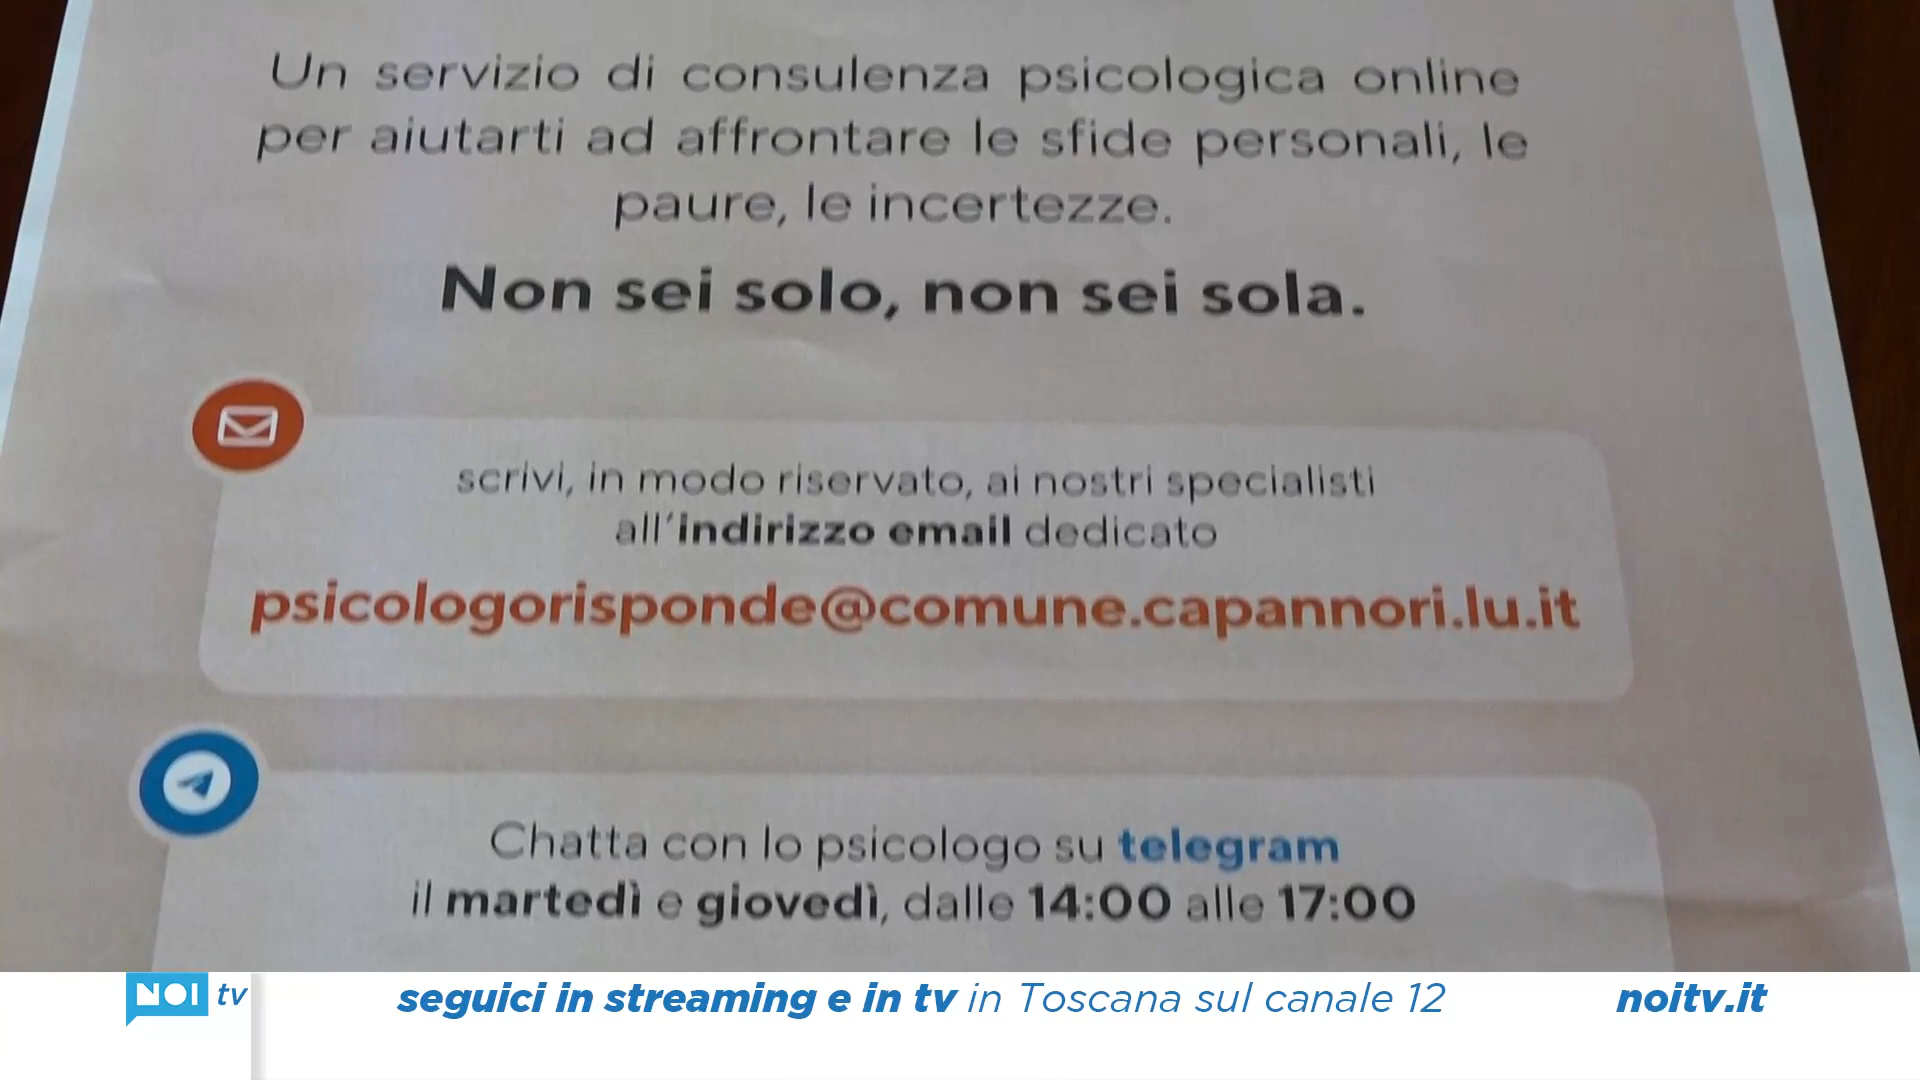 Un servizio di consulenza psicologica online
per aiutarti ad affrontare le sfide personali, le
paure, le incertezze.
Non sei solo, non sei sola.
scrivi, in modo riservato, ai nostri specialisti
all'indirizzo email dedicato
psicologorisponde@comune.capannori.lu.it
Chatta con lo psicologo su telegram
il martedì e giovedì, dalle 14:00 alle 17:00
NOI tv
seguici in streaming e in tv in Toscana sul canale 12
noitv.it